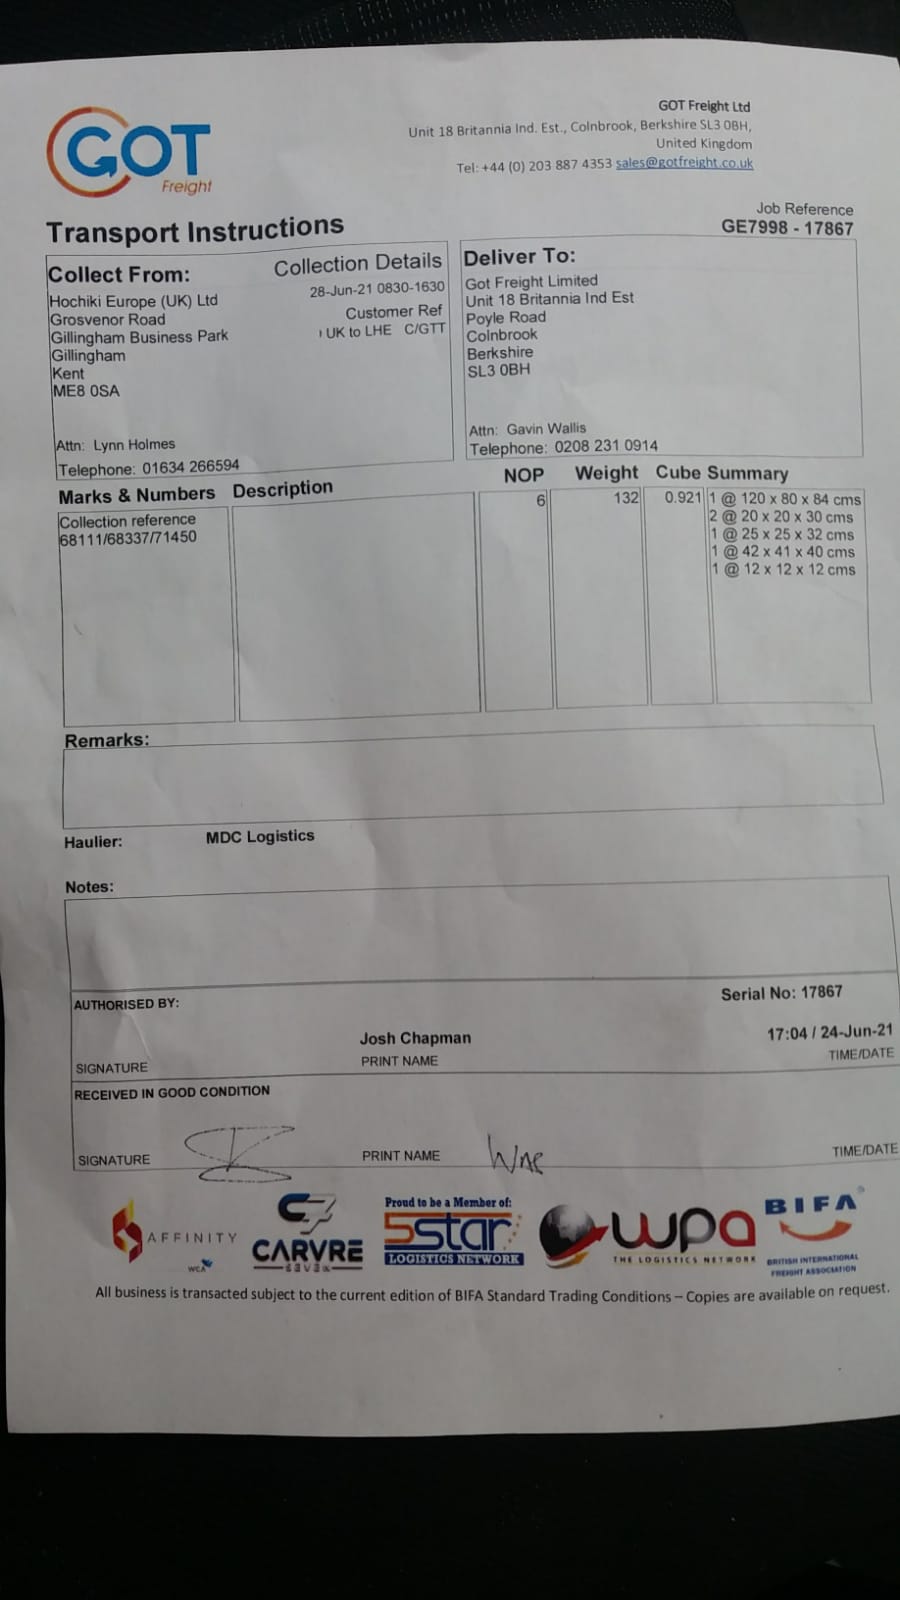 GOT
Freight
GOT Freight Ltd
Unit 18 Britannia Ind. Est., Colnbrook, Berkshire SL3 0BH,
United Kingdom
Tel: +44 (0) 203 887 4353 sales@gotfreight.co.uk
Transport Instructions
Job Reference
GE7998 - 17867
Collect From:
Hochiki Europe (UK) Ltd
Grosvenor Road
Gillingham Business Park
Gillingham
Kent
ME8 0SA
Attn: Lynn Holmes
Telephone: 01634 266594
Collection Details
28-Jun-21 0830-1630
Customer Ref
UK to LHE C/GTT
Deliver To:
Got Freight Limited
Unit 18 Britannia Ind Est
Poyle Road
Colnbrook
Berkshire
SL3 0BH
Attn: Gavin Wallis
Telephone: 0208 231 0914
Marks & Numbers Description NOP Weight Cube Summary
Collection reference
68111/68337/71450
6 132 0.921 1 @ 120 x 80 x 84 cms
2 @ 20 x 20 x 30 cms
1 @ 25 x 25 x 32 cms
1 @ 42 x 41 x 40 cms
1 @ 12 x 12 x 12 cms
Remarks:
Haulier: MDC Logistics
Notes:
AUTHORISED BY:
Serial No: 17867
Josh Chapman 17:04 / 24-Jun-21
SIGNATURE PRINT NAME TIME/DATE
RECEIVED IN GOOD CONDITION
SIGNATURE PRINT NAME TIME/DATE
AFFINITY
WCA
CARVRE
SEVEN
Proud to be a Member of:
5star
LOGISTICS NETWORK
wpa
THE LOGISTICS NETWORK
BIFA
BRITISH INTERNATIONAL
FREIGHT ASSOCIATION
All business is transacted subject to the current edition of BIFA Standard Trading Conditions – Copies are available on request.